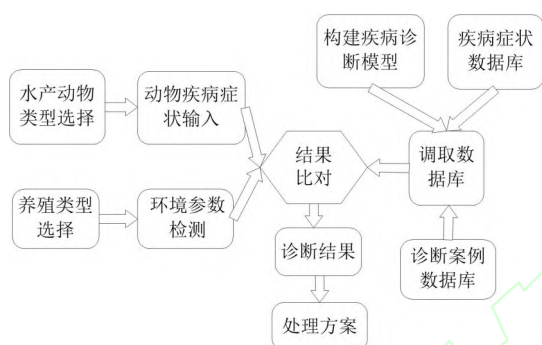 构建疾病诊
断模型
疾病症状
数据库
水产动物
类型选择
动物疾病症
状输入
结果
比对
调取数
据库
养殖类型
选择
环境参数
检测
诊断结果
诊断案例
数据库
处理方案